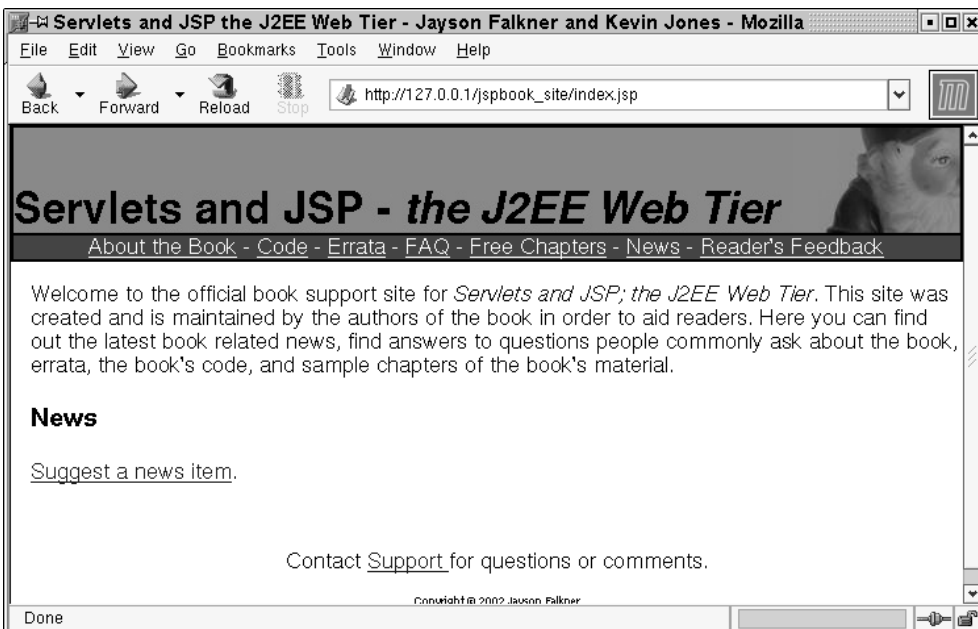 Servlets and JSP the J2EE Web Tier - Jayson Falkner and Kevin Jones - Mozilla
File Edit View Go Bookmarks Tools Window Help
Back Forward Reload Stop http://127.0.0.1/jspbook_site/index.jsp
Servlets and JSP - the J2EE Web Tier
About the Book - Code - Errata - FAQ - Free Chapters - News - Reader's Feedback
Welcome to the official book support site for Servlets and JSP; the J2EE Web Tier. This site was
created and is maintained by the authors of the book in order to aid readers. Here you can find
out the latest book related news, find answers to questions people commonly ask about the book,
errata, the book's code, and sample chapters of the book's material.
News
Suggest a news item.
Contact Support for questions or comments.
Copyright © 2002 Jayson Falkner
Done